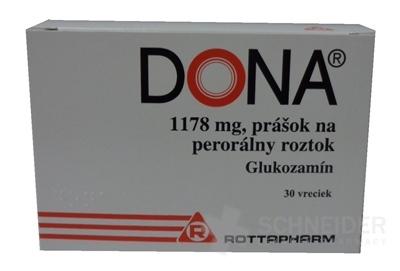 DONA®
1178 mg, prášok na
perorálny roztok
Glukozamín
30 vreciek
R
ROTTAPHARM
SCHNEIDER